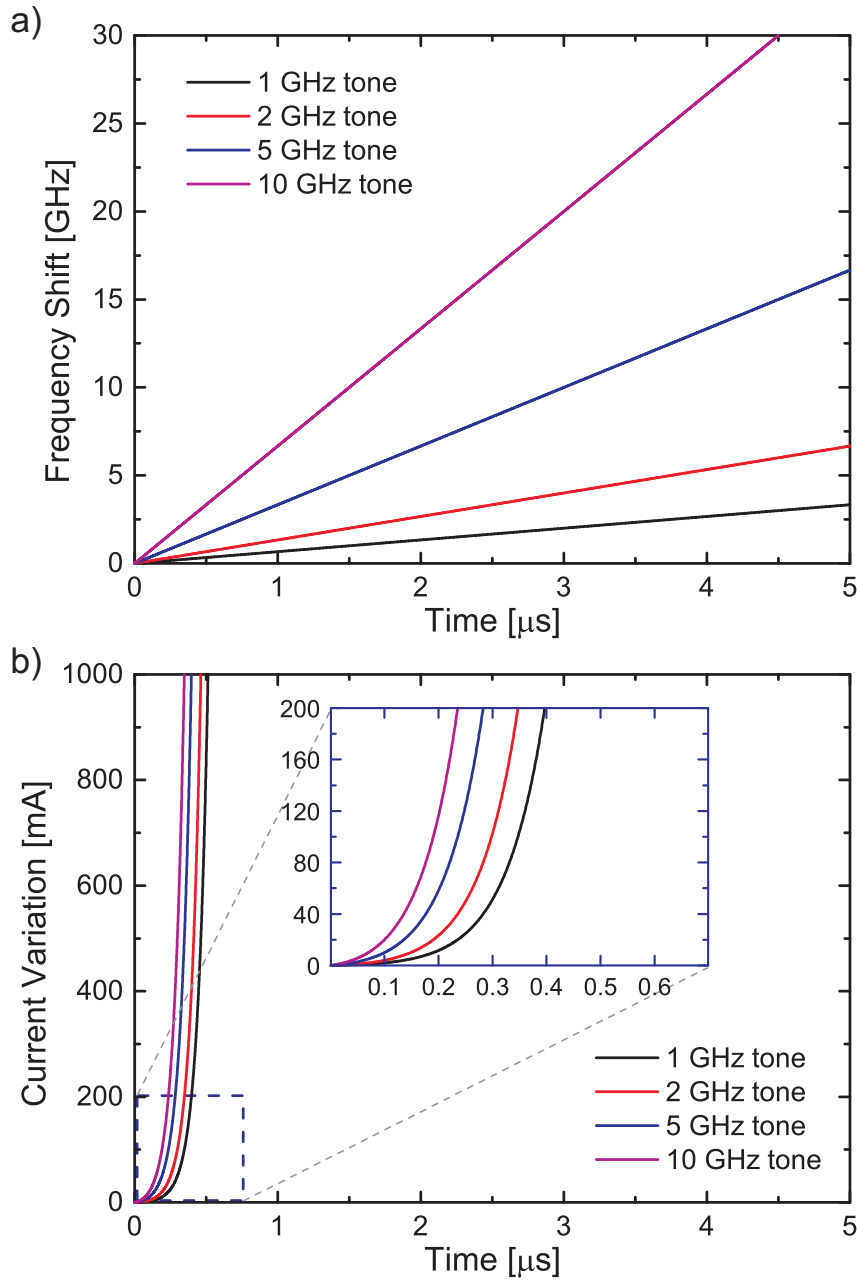 a)
Frequency Shift [GHz]
30
25
20
15
10
5
0
1 GHz tone
2 GHz tone
5 GHz tone
10 GHz tone
0 1 2 3 4 5
Time [μs]
b)
Current Variation [mA]
1000
800
600
400
200
0
200
160
120
80
40
0
0.1 0.2 0.3 0.4 0.5 0.6
1 GHz tone
2 GHz tone
5 GHz tone
10 GHz tone
0 1 2 3 4 5
Time [μs]